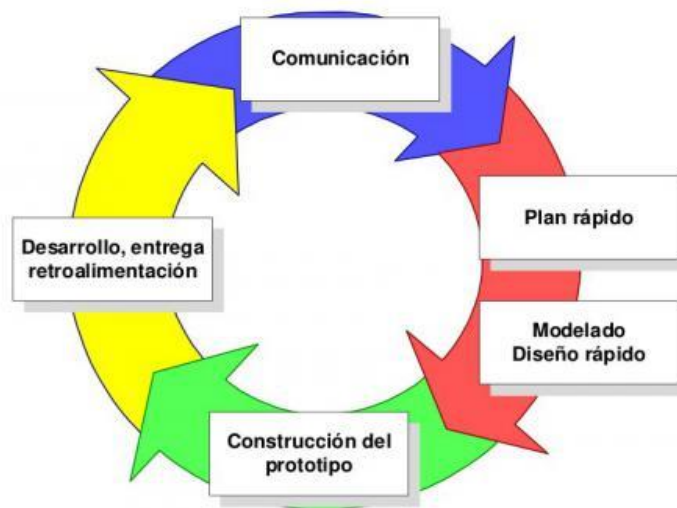 Comunicación
Plan rápido
Modelado
Diseño rápido
Construcción del
prototipo
Desarrollo, entrega
retroalimentación